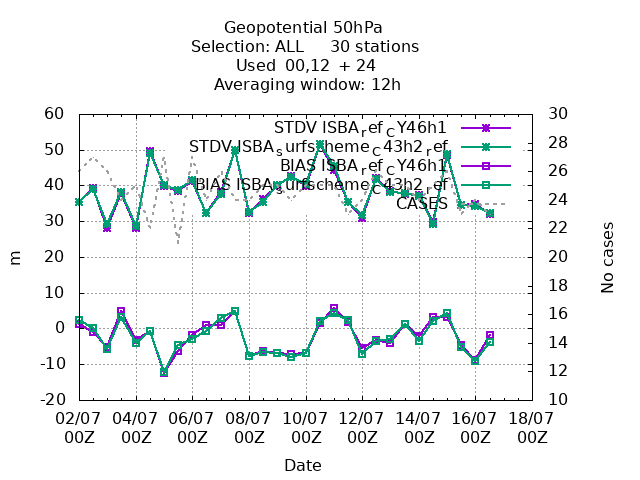 Geopotential 50hPa
Selection: ALL 30 stations
Used 00,12 + 24
Averaging window: 12h
STDV ISBA_ref_CY46h1
STDV ISBA_surfscheme_C43h2_ref
BIAS ISBA_ref_CY46h1
BIAS ISBA_surfscheme_C43h2_ref
CASES
60
50
40
30
20
10
0
-10
-20
m
30
28
26
24
22
20
18
16
14
12
10
No cases
02/07 04/07 06/07 08/07 10/07 12/07 14/07 16/07 18/07
00Z 00Z 00Z 00Z 00Z 00Z 00Z 00Z 00Z
Date